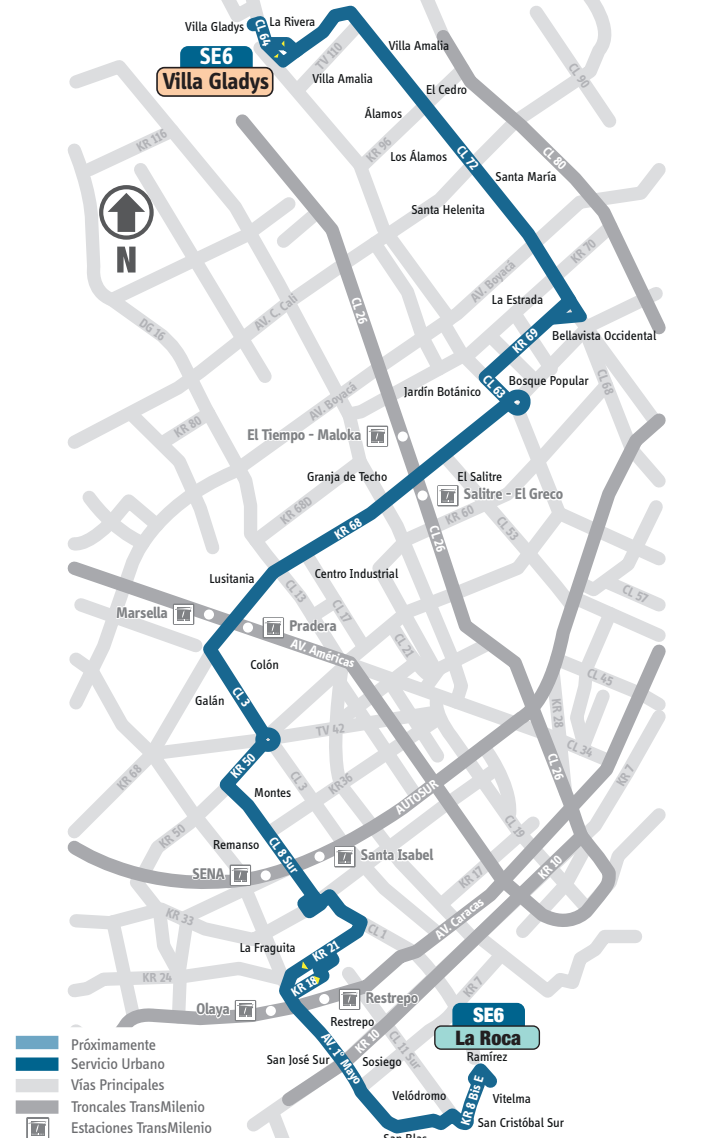 Villa Gladys
La Rivera
CL 64
SE6
Villa Gladys
TV 110
Villa Amalia
Villa Amalia
El Cedro
CL 90
Álamos
KR 116
KR 96
Los Álamos
CL 72
CL 80
Santa María
Santa Helenita
N
KR 70
AV. Boyacá
La Estrada
AV. C. Cali
CL 26
DG 16
KR 69
Bellavista Occidental
Bosque Popular
CL 63
Jardín Botánico
CL 68
AV. Boyaca
KR 80
El Tiempo - Maloka
Granja de Techo
El Salitre
Salitre - El Greco
KR 68D
KR 60
KR 68
CL 26
CL 53
Lusitania
Centro Industrial
CL 13
CL 17
CL 57
Marsella
Pradera
CL 21
AV. Américas
Colón
CL 45
Galán
CL 3
KR 28
TV 42
CL 34
KR 50
KR 68
CL 3
KR36
CL 26
KR 7
Montes
AUTOSUR
KR 50
CL 19
Remanso
CL 8 Sur
Santa Isabel
SENA
KR 17
KR 10
KR 33
AV. Caracas
CL 1
La Fraguita
KR 21
KR 24
KR 18
KR 7
Restrepo
Olaya
Restrepo
SE6
La Roca
KR 10
CL 11 Sur
Ramírez
San José Sur
Sosiego
AV. 1º Mayo
Velódromo
KR 8 Bis E
Vitelma
San Cristóbal Sur
San Blas
Próximamente
Servicio Urbano
Vías Principales
Troncales TransMilenio
Estaciones TransMilenio